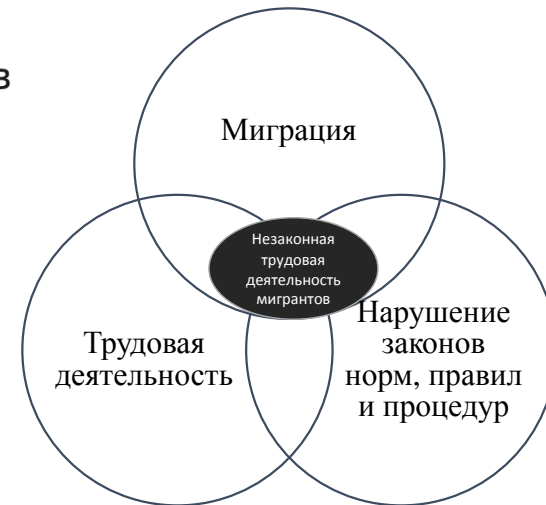 в
Миграция
Незаконная
трудовая
деятельность
мигрантов
Трудовая
деятельность
Нарушение
законов
норм, правил
и процедур